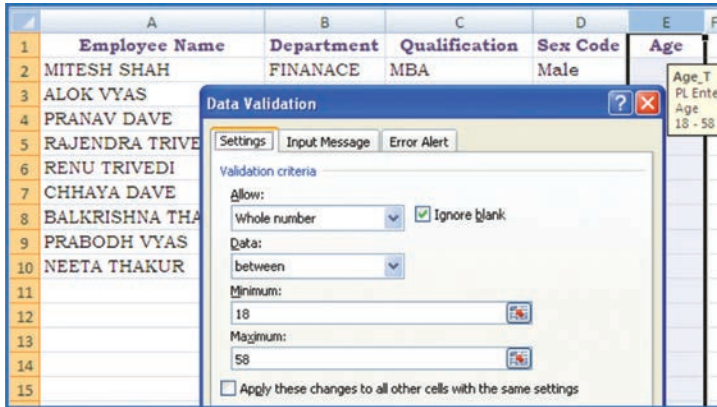 A B C D E F
1 Employee Name Department Qualification Sex Code Age
2 MITESH SHAH FINANACE MBA Male
3 ALOK VYAS
4 PRANAV DAVE
5 RAJENDRA TRIVE
6 RENU TRIVEDI
7 CHHAYA DAVE
8 BALKRISHNA THA
9 PRABODH VYAS
10 NEETA THAKUR
11
12
13
14
15
Age_T
PL Ente
Age
18 - 58
Data Validation
Settings Input Message Error Alert
Validation criteria
Allow:
Whole number Ignore blank
Data:
between
Minimum:
18
Maximum:
58
Apply these changes to all other cells with the same settings